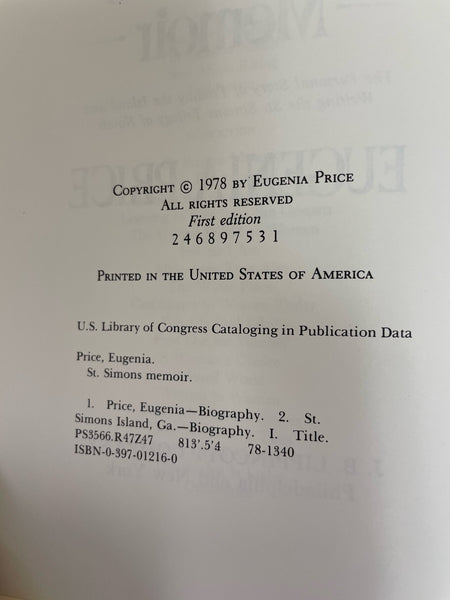 COPYRIGHT © 1978 BY EUGENIA PRICE
ALL RIGHTS RESERVED
First edition
2 4 6 8 9 7 5 3 1
PRINTED IN THE UNITED STATES OF AMERICA
U.S. Library of Congress Cataloging in Publication Data
Price, Eugenia.
St. Simons memoir.
1. Price, Eugenia—Biography. 2. St.
Simons Island, Ga.—Biography. I. Title.
PS3566.R47Z47 813'.5'4 78-1340
ISBN-0-397-01216-0